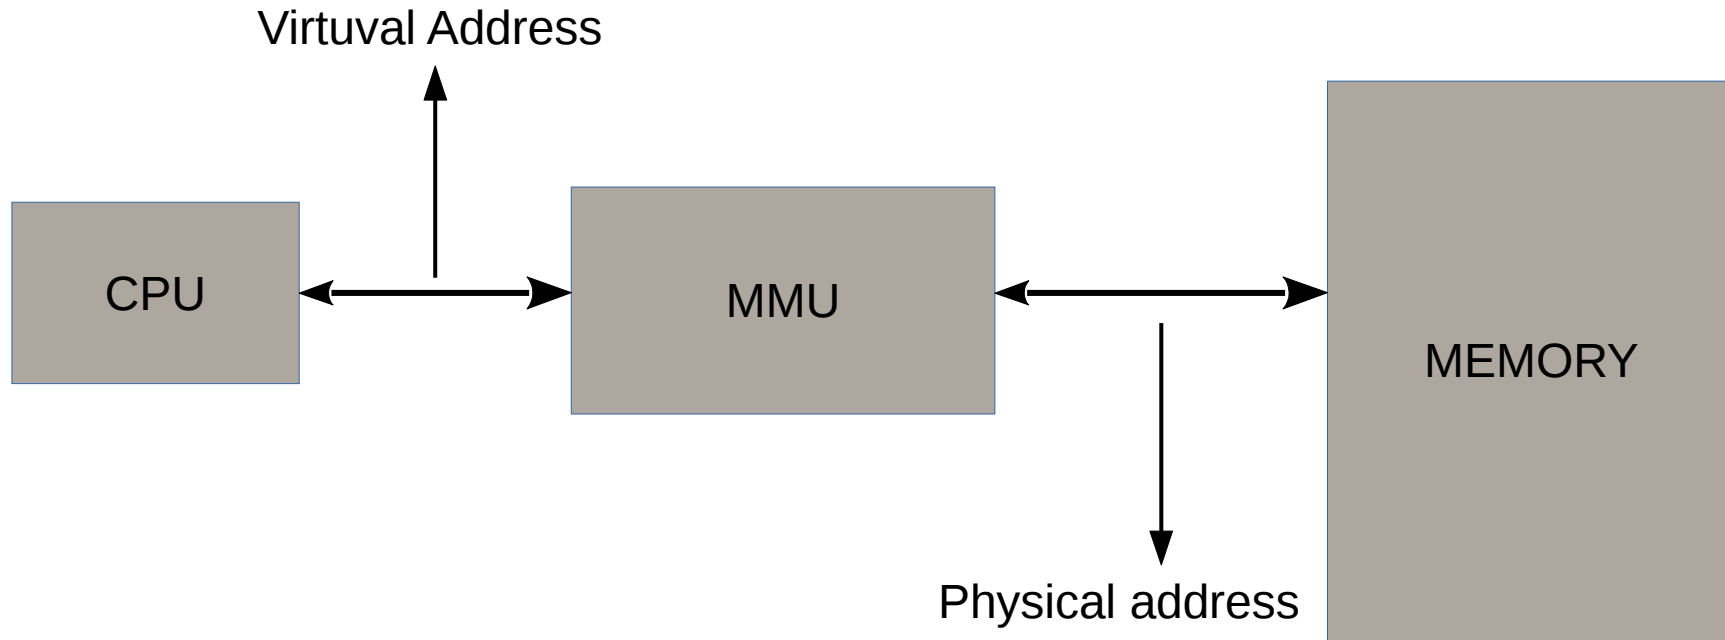 Virtuval Address
CPU
MMU
MEMORY
Physical address